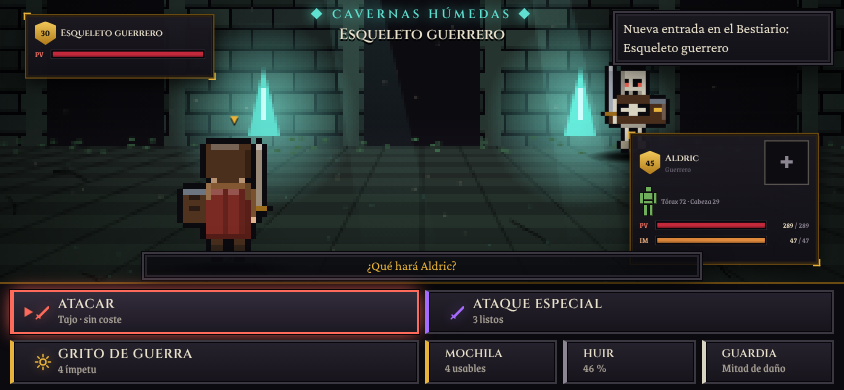 CAVERNAS HÚMEDAS
ESQUELETO GUERRERO
30
ESQUELETO GUERRERO
PV
Nueva entrada en el Bestiario:
Esqueleto guerrero
45
ALDRIC
Guerrero
Tórax 72 · Cabeza 29
PV 289 / 289
ÍM 47 / 47
¿Qué hará Aldric?
ATACAR
Tajo · sin coste
ATAQUE ESPECIAL
3 listos
GRITO DE GUERRA
4 ímpetu
MOCHILA
4 usables
HUIR
46 %
GUARDIA
Mitad de daño